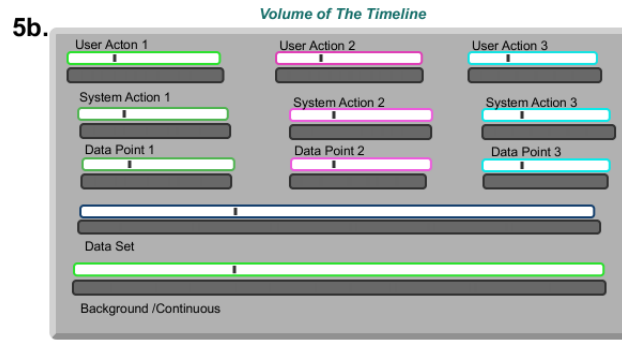 Volume of The Timeline
5b.
User Acton 1 User Action 2 User Action 3
System Action 1 System Action 2 System Action 3
Data Point 1 Data Point 2 Data Point 3
Data Set
Background /Continuous